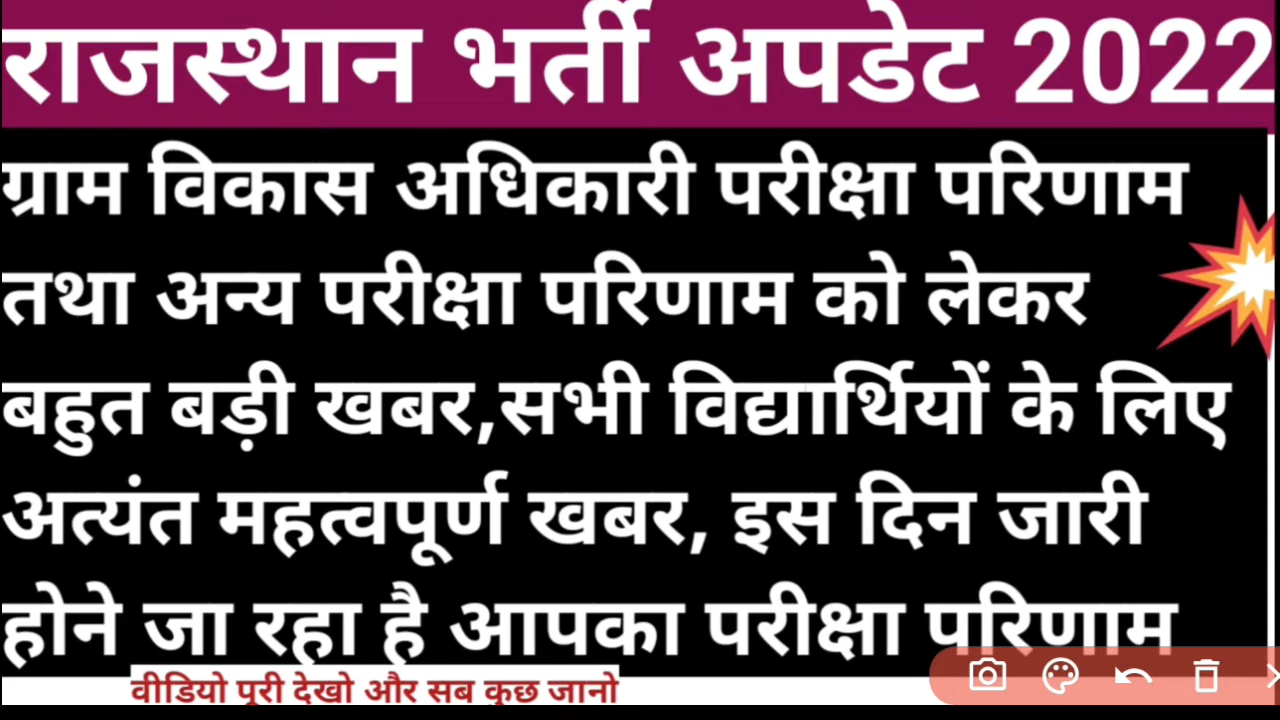 राजस्थान भर्ती अपडेट 2022
ग्राम विकास अधिकारी परीक्षा परिणाम
तथा अन्य परीक्षा परिणाम को लेकर
बहुत बड़ी खबर,सभी विद्यार्थियों के लिए
अत्यंत महत्वपूर्ण खबर, इस दिन जारी
होने जा रहा है आपका परीक्षा परिणाम
वीडियो पूरी देखो और सब कुछ जानो